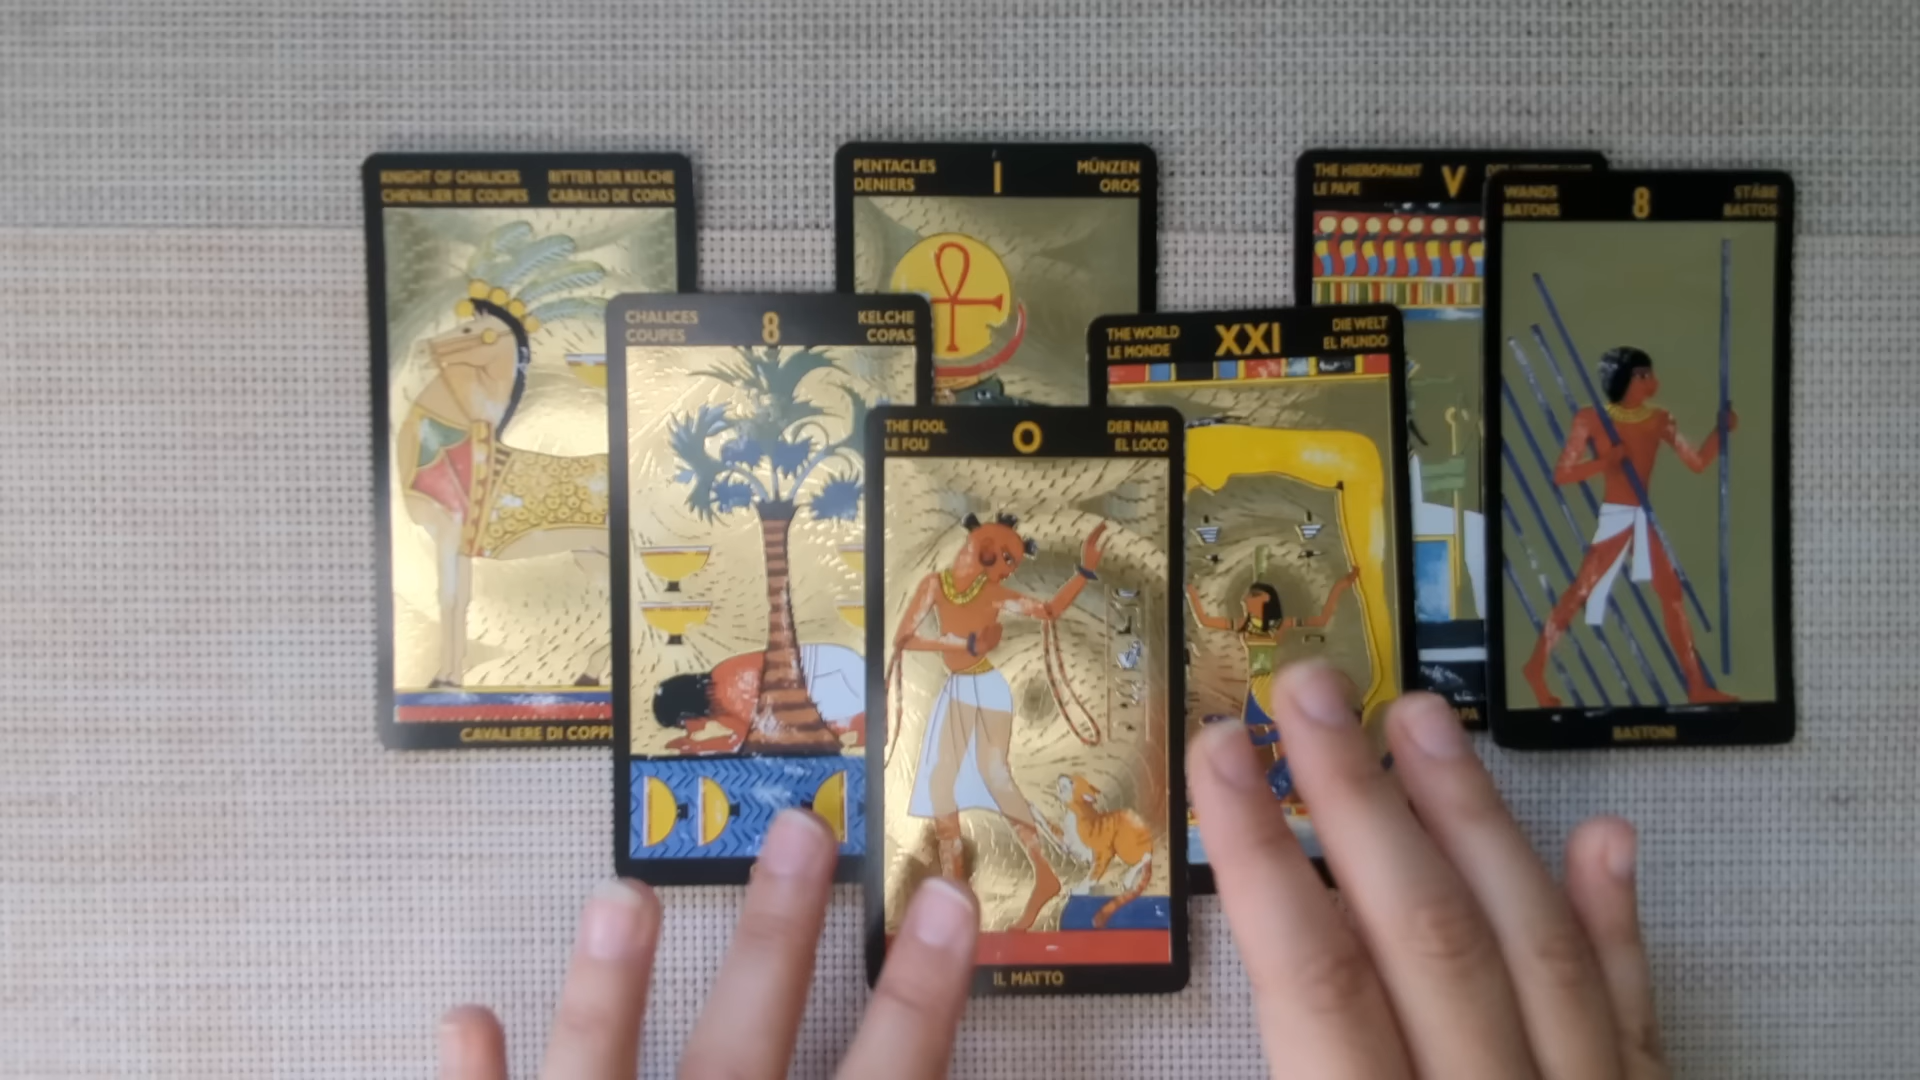 KNIGHT OF CHALICES RITTER DER KELCHE
CHEVALIER DE COUPES CABALLO DE COPAS
CAVALIERE DI COPP
PENTACLES I MÜNZEN
DENIERS OROS
THE HIEROPHANT V
LE PAPE
WANDS 8 STÄBE
BATONS BASTOS
BASTONI
CHALICES 8 KELCHE
COUPES COPAS
THE WORLD XXI DIE WELT
LE MONDE EL MUNDO
THE FOOL 0 DER NARR
LE FOU EL LOCO
IL MATTO